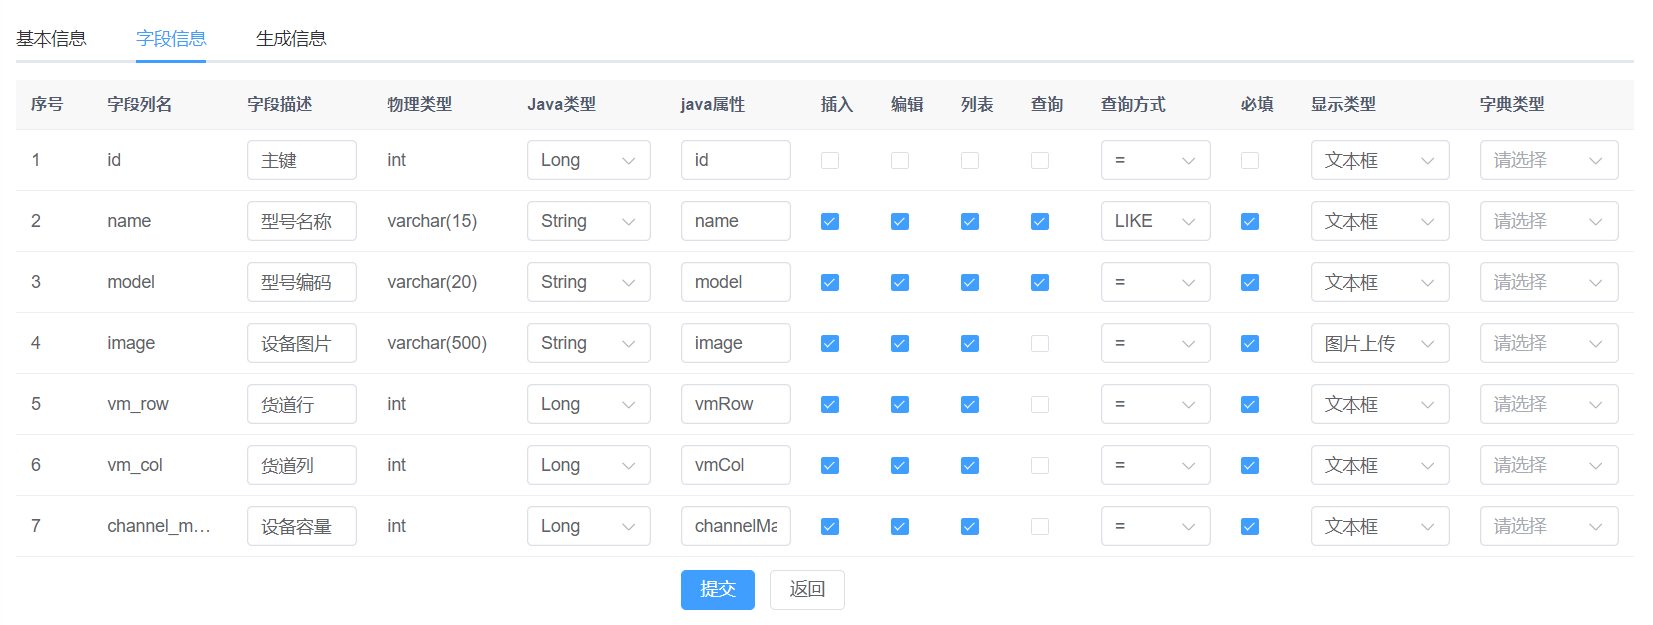 基本信息 字段信息 生成信息
序号 字段列名 字段描述 物理类型 Java类型 java属性 插入 编辑 列表 查询 查询方式 必填 显示类型 字典类型
1 id 主键 int Long id = 文本框 请选择
2 name 型号名称 varchar(15) String name LIKE 文本框 请选择
3 model 型号编码 varchar(20) String model = 文本框 请选择
4 image 设备图片 varchar(500) String image = 图片上传 请选择
5 vm_row 货道行 int Long vmRow = 文本框 请选择
6 vm_col 货道列 int Long vmCol = 文本框 请选择
7 channel_m... 设备容量 int Long channelMa = 文本框 请选择
提交 返回